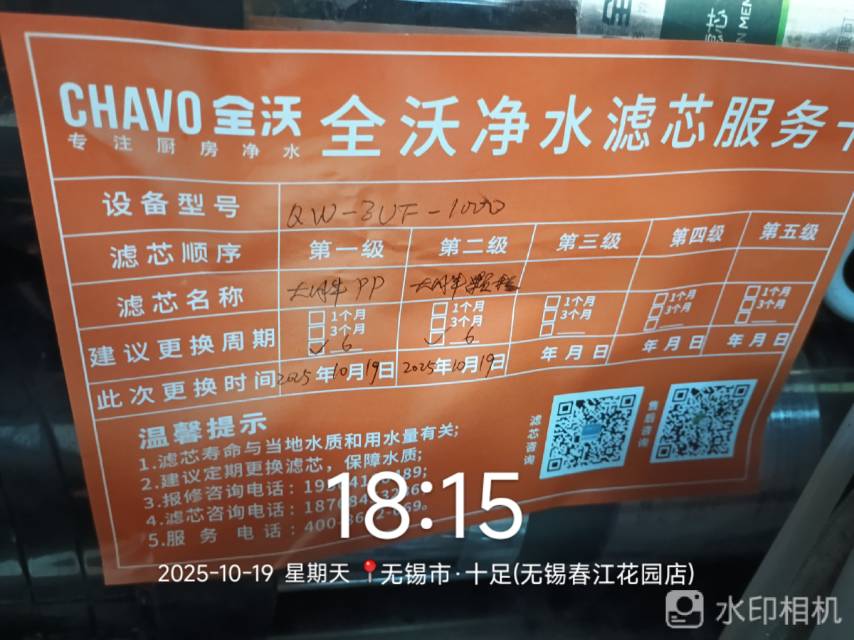 CHAVO 全沃
专注厨房净水
全沃净水滤芯服务
设备型号 QW-3UF-1000
滤芯顺序 第一级 第二级 第三级 第四级 第五级
滤芯名称 大胖PP 大胖颗粒
建议更换周期
1个月 1个月 1个月 1个月 1个月
3个月 3个月 3个月 3个月 3个月
6 6
此次更换时间 2025年10月19日 2025年10月19日 年月日 年月日 年月日
温馨提示
1.滤芯寿命与当地水质和用水量有关;
2.建议定期更换滤芯，保障水质;
3.报修咨询电话:
4.滤芯咨询电话:
5.服务电话:
滤芯咨询
售后咨询
18:15
2025-10-19 星期天 无锡市·十足(无锡春江花园店)
水印相机